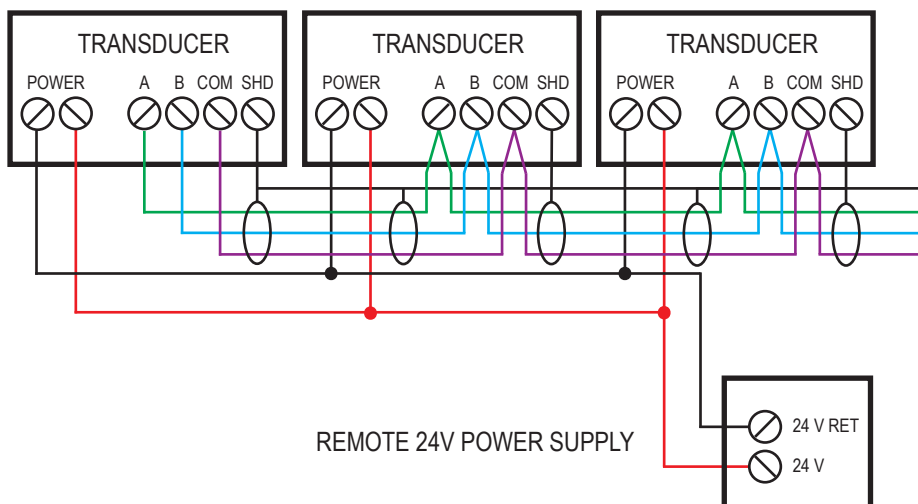 TRANSDUCER TRANSDUCER TRANSDUCER
POWER A B COM SHD POWER A B COM SHD POWER A B COM SHD
24 V RET
REMOTE 24V POWER SUPPLY
24 V